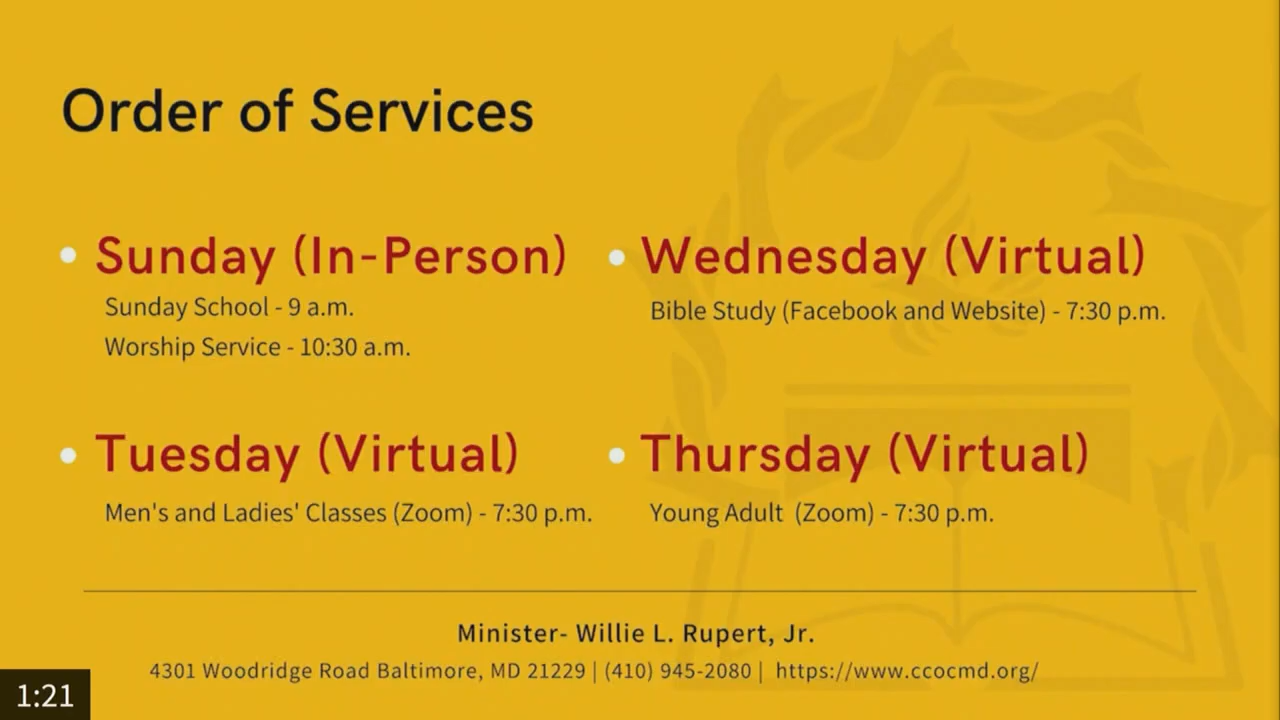 Order of Services
Sunday (In-Person)
Sunday School - 9 a.m.
Worship Service - 10:30 a.m.
Wednesday (Virtual)
Bible Study (Facebook and Website) - 7:30 p.m.
Tuesday (Virtual)
Men's and Ladies' Classes (Zoom) - 7:30 p.m.
Thursday (Virtual)
Young Adult (Zoom) - 7:30 p.m.
Minister- Willie L. Rupert, Jr.
4301 Woodridge Road Baltimore, MD 21229 | (410) 945-2080 | https://www.ccocmd.org/
1:21